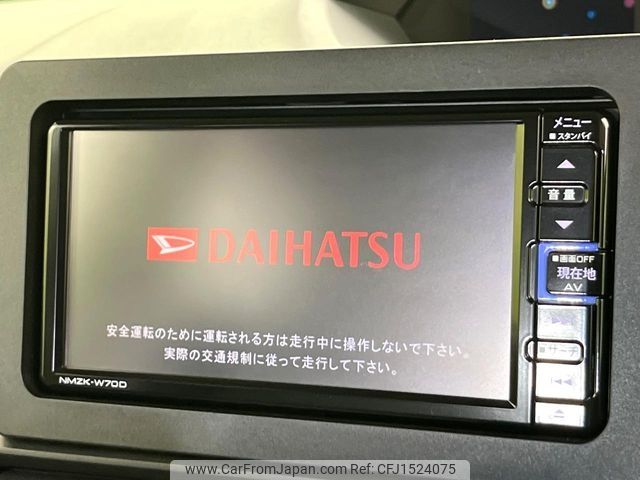 メニュー
■スタンバイ
音量
■画面OFF
現在地
AV
サーチ
DAIHATSU
安全運転のために運転される方は走行中に操作しないで下さい。
実際の交通規制に従って走行して下さい。
NMZK-W70D
www.CarFromJapan.com CFJ1524075